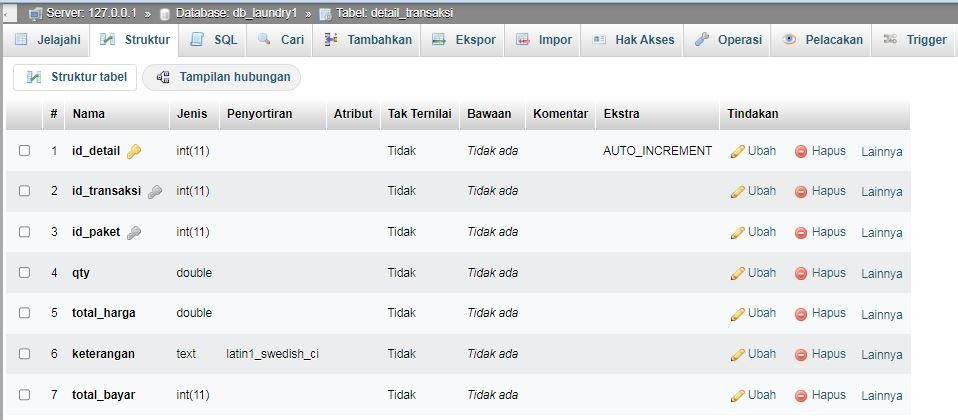 Server: 127.0.0.1 » Database: db_laundry1 » Tabel: detail_transaksi
Jelajahi Struktur SQL Cari Tambahkan Ekspor Impor Hak Akses Operasi Pelacakan Trigger
Struktur tabel Tampilan hubungan
# Nama Jenis Penyortiran Atribut Tak Ternilai Bawaan Komentar Ekstra Tindakan
1 id_detail int(11) Tidak Tidak ada AUTO_INCREMENT Ubah Hapus Lainnya
2 id_transaksi int(11) Tidak Tidak ada Ubah Hapus Lainnya
3 id_paket int(11) Tidak Tidak ada Ubah Hapus Lainnya
4 qty double Tidak Tidak ada Ubah Hapus Lainnya
5 total_harga double Tidak Tidak ada Ubah Hapus Lainnya
6 keterangan text latin1_swedish_ci Tidak Tidak ada Ubah Hapus Lainnya
7 total_bayar int(11) Tidak Tidak ada Ubah Hapus Lainnya